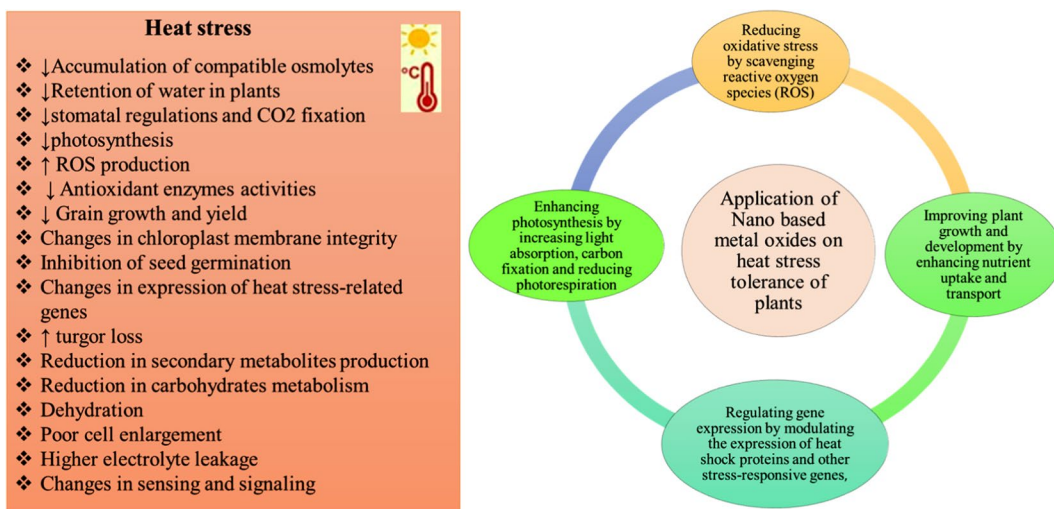 Heat stress
°C
❖ ↓Accumulation of compatible osmolytes
❖ ↓Retention of water in plants
❖ ↓stomatal regulations and CO2 fixation
❖ ↓photosynthesis
❖ ↑ ROS production
❖ ↓ Antioxidant enzymes activities
❖ ↓ Grain growth and yield
❖ Changes in chloroplast membrane integrity
❖ Inhibition of seed germination
❖ Changes in expression of heat stress-related
genes
❖ ↑ turgor loss
❖ Reduction in secondary metabolites production
❖ Reduction in carbohydrates metabolism
❖ Dehydration
❖ Poor cell enlargement
❖ Higher electrolyte leakage
❖ Changes in sensing and signaling
Reducing
oxidative stress
by scavenging
reactive oxygen
species (ROS)
Enhancing
photosynthesis by
increasing light
absorption, carbon
fixation and reducing
photorespiration
Application of
Nano based
metal oxides on
heat stress
tolerance of
plants
Improving plant
growth and
development by
enhancing nutrient
uptake and
transport
Regulating gene
expression by modulating
the expression of heat
shock proteins and other
stress-responsive genes,